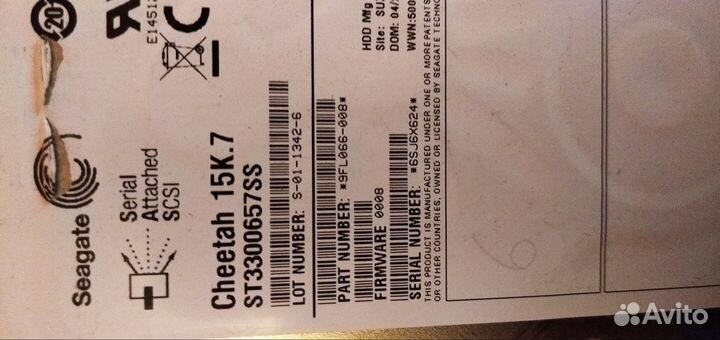 20
Seagate
Serial
Attached
SCSI
Cheetah 15K.7
ST3300657SS
LOT NUMBER: S-01-1342-6
PART NUMBER: *9FL066-008*
FIRMWARE 0008
SERIAL NUMBER: *6SJ6X624*
THIS PRODUCT IS MANUFACTURED UNDER ONE OR MORE PATENTS
OR OTHER COUNTRIES, OWNED OR LICENSED BY SEAGATE TECHNO
HDD Mfg
Site: SU
DOM: 04/
WWN:500
6
Avito